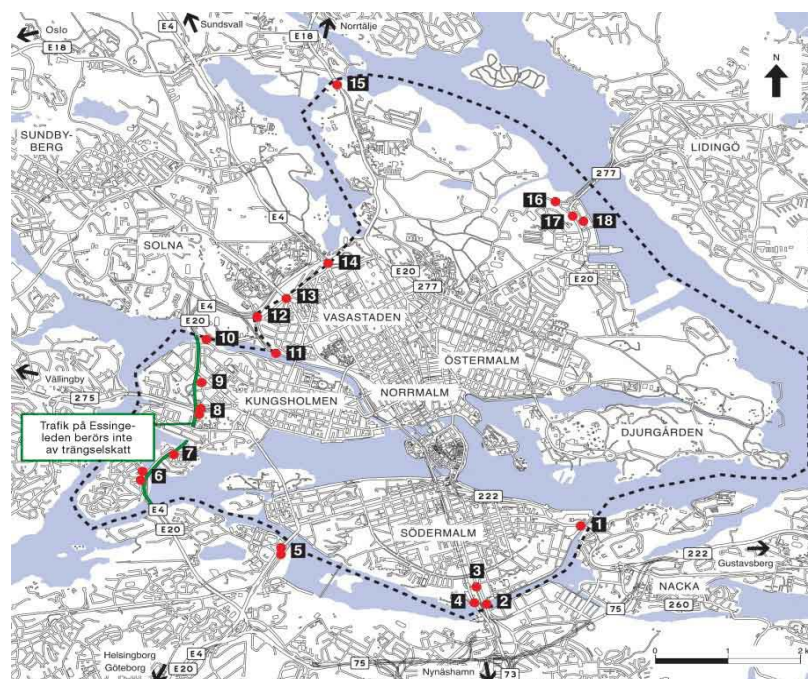 E4
Sundsvall
E18
Norrtälje
Oslo
E18
N
15
SUNDBY-
BERG
LIDINGÖ
277
16
E4
17
18
SOLNA
14
E20
277
E20
13
E4
12
VASASTADEN
E20
10
11
ÖSTERMALM
Vällingby
9
NORRMALM
275
KUNGSHOLMEN
8
Trafik på Essinge-
leden berörs inte
av trängselskatt
DJURGÅRDEN
7
6
222
E4
E20
SÖDERMALM
1
5
222
Gustavsberg
3
NACKA
4
2
75
260
E4
Helsingborg
Göteborg
E20
75
Nynäshamn
73
0
1
2 k